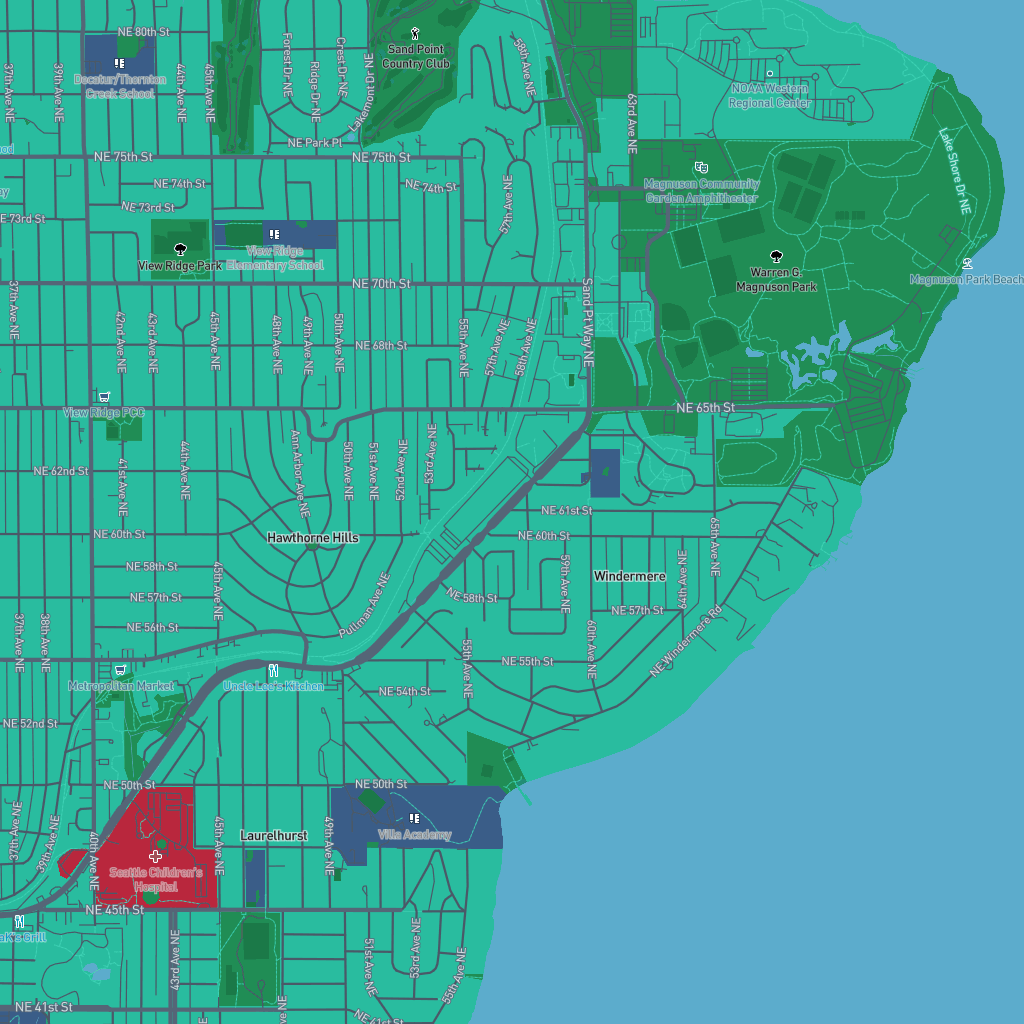 NE 80th St
Sand Point
Country Club
58th Ave NE
37th Ave NE
39th Ave NE
Decatur/Thornton
Creek School
44th Ave NE
45th Ave NE
Forest Dr NE
Ridge Dr NE
Crest Dr NE
Lakemont Dr NE
63rd Ave NE
NOAA Western
Regional Center
NE Park Pl
NE 75th St
NE 75th St
Lake Shore Dr NE
NE 74th St
NE 74th St
57th Ave NE
Magnuson Community
Garden Amphitheater
NE 73rd St
NE 73rd St
View Ridge Park
View Ridge
Elementary School
Warren G.
Magnuson Park
Magnuson Park Beach
NE 70th St
37th Ave NE
42nd Ave NE
43rd Ave NE
45th Ave NE
48th Ave NE
49th Ave NE
50th Ave NE
NE 68th St
55th Ave NE
57th Ave NE
58th Ave NE
Sand Pt Way NE
View Ridge PCC
NE 65th St
41st Ave NE
44th Ave NE
Ann Arbor Ave NE
50th Ave NE
51st Ave NE
52nd Ave NE
53rd Ave NE
NE 62nd St
NE 61st St
NE 60th St
Hawthorne Hills
NE 60th St
65th Ave NE
NE 58th St
45th Ave NE
Pullman Ave NE
NE 58th St
59th Ave NE
Windermere
64th Ave NE
NE 57th St
NE 57th St
37th Ave NE
38th Ave NE
NE 56th St
55th Ave NE
60th Ave NE
NE Windermere Rd
NE 55th St
Metropolitan Market
Uncle Lee's Kitchen
NE 54th St
NE 52nd St
NE 50th St
NE 50th St
37th Ave NE
39th Ave NE
40th Ave NE
45th Ave NE
Laurelhurst
49th Ave NE
Villa Academy
Seattle Children's
Hospital
NE 45th St
43rd Ave NE
51st Ave NE
53rd Ave NE
55th Ave NE
NE 41st St
NE 41st St